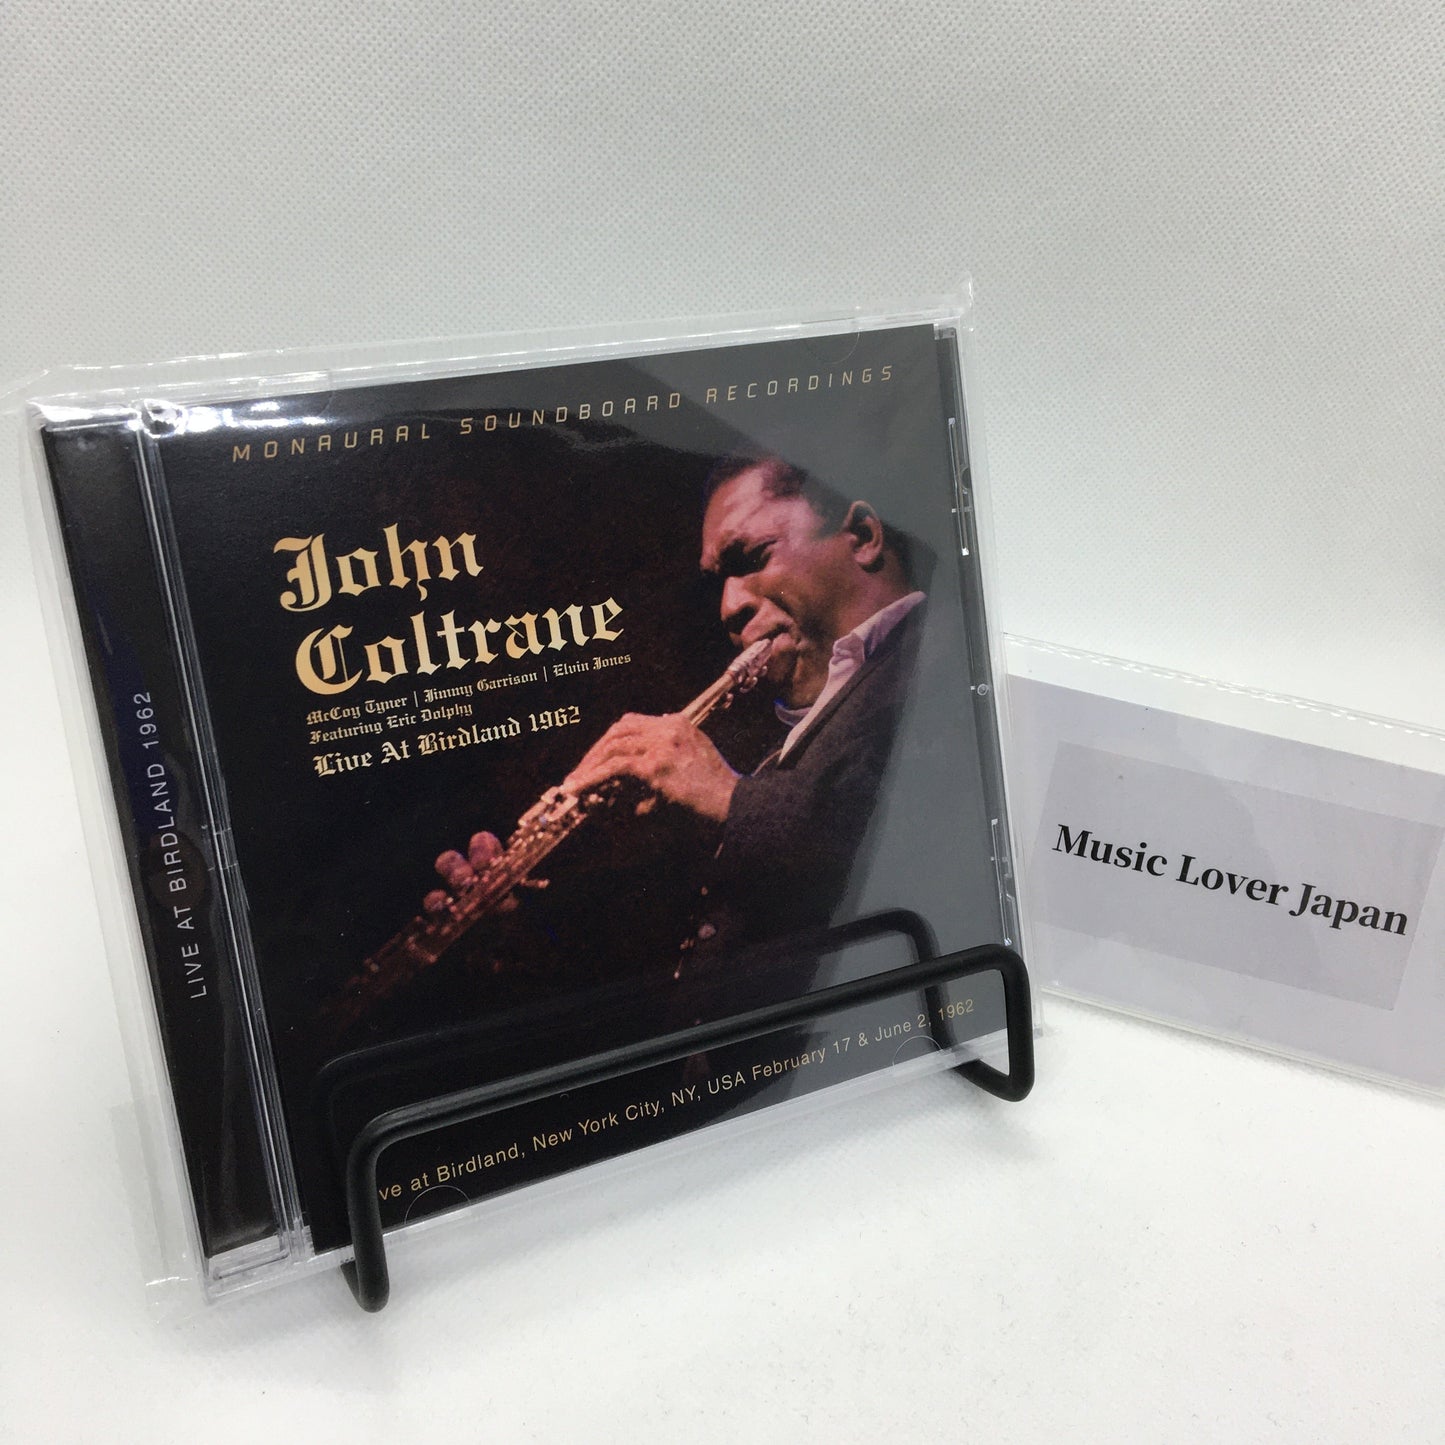 MONAURAL SOUNDBOARD RECORDINGS
John
Coltrane
McCoy Tyner | Jimmy Garrison | Elvin Jones
Featuring Eric Dolphy
Live At Birdland 1962
LIVE AT BIRDLAND 1962
ve at Birdland, New York City, NY, USA February 17 & June 2, 1962
Music Lover Japan